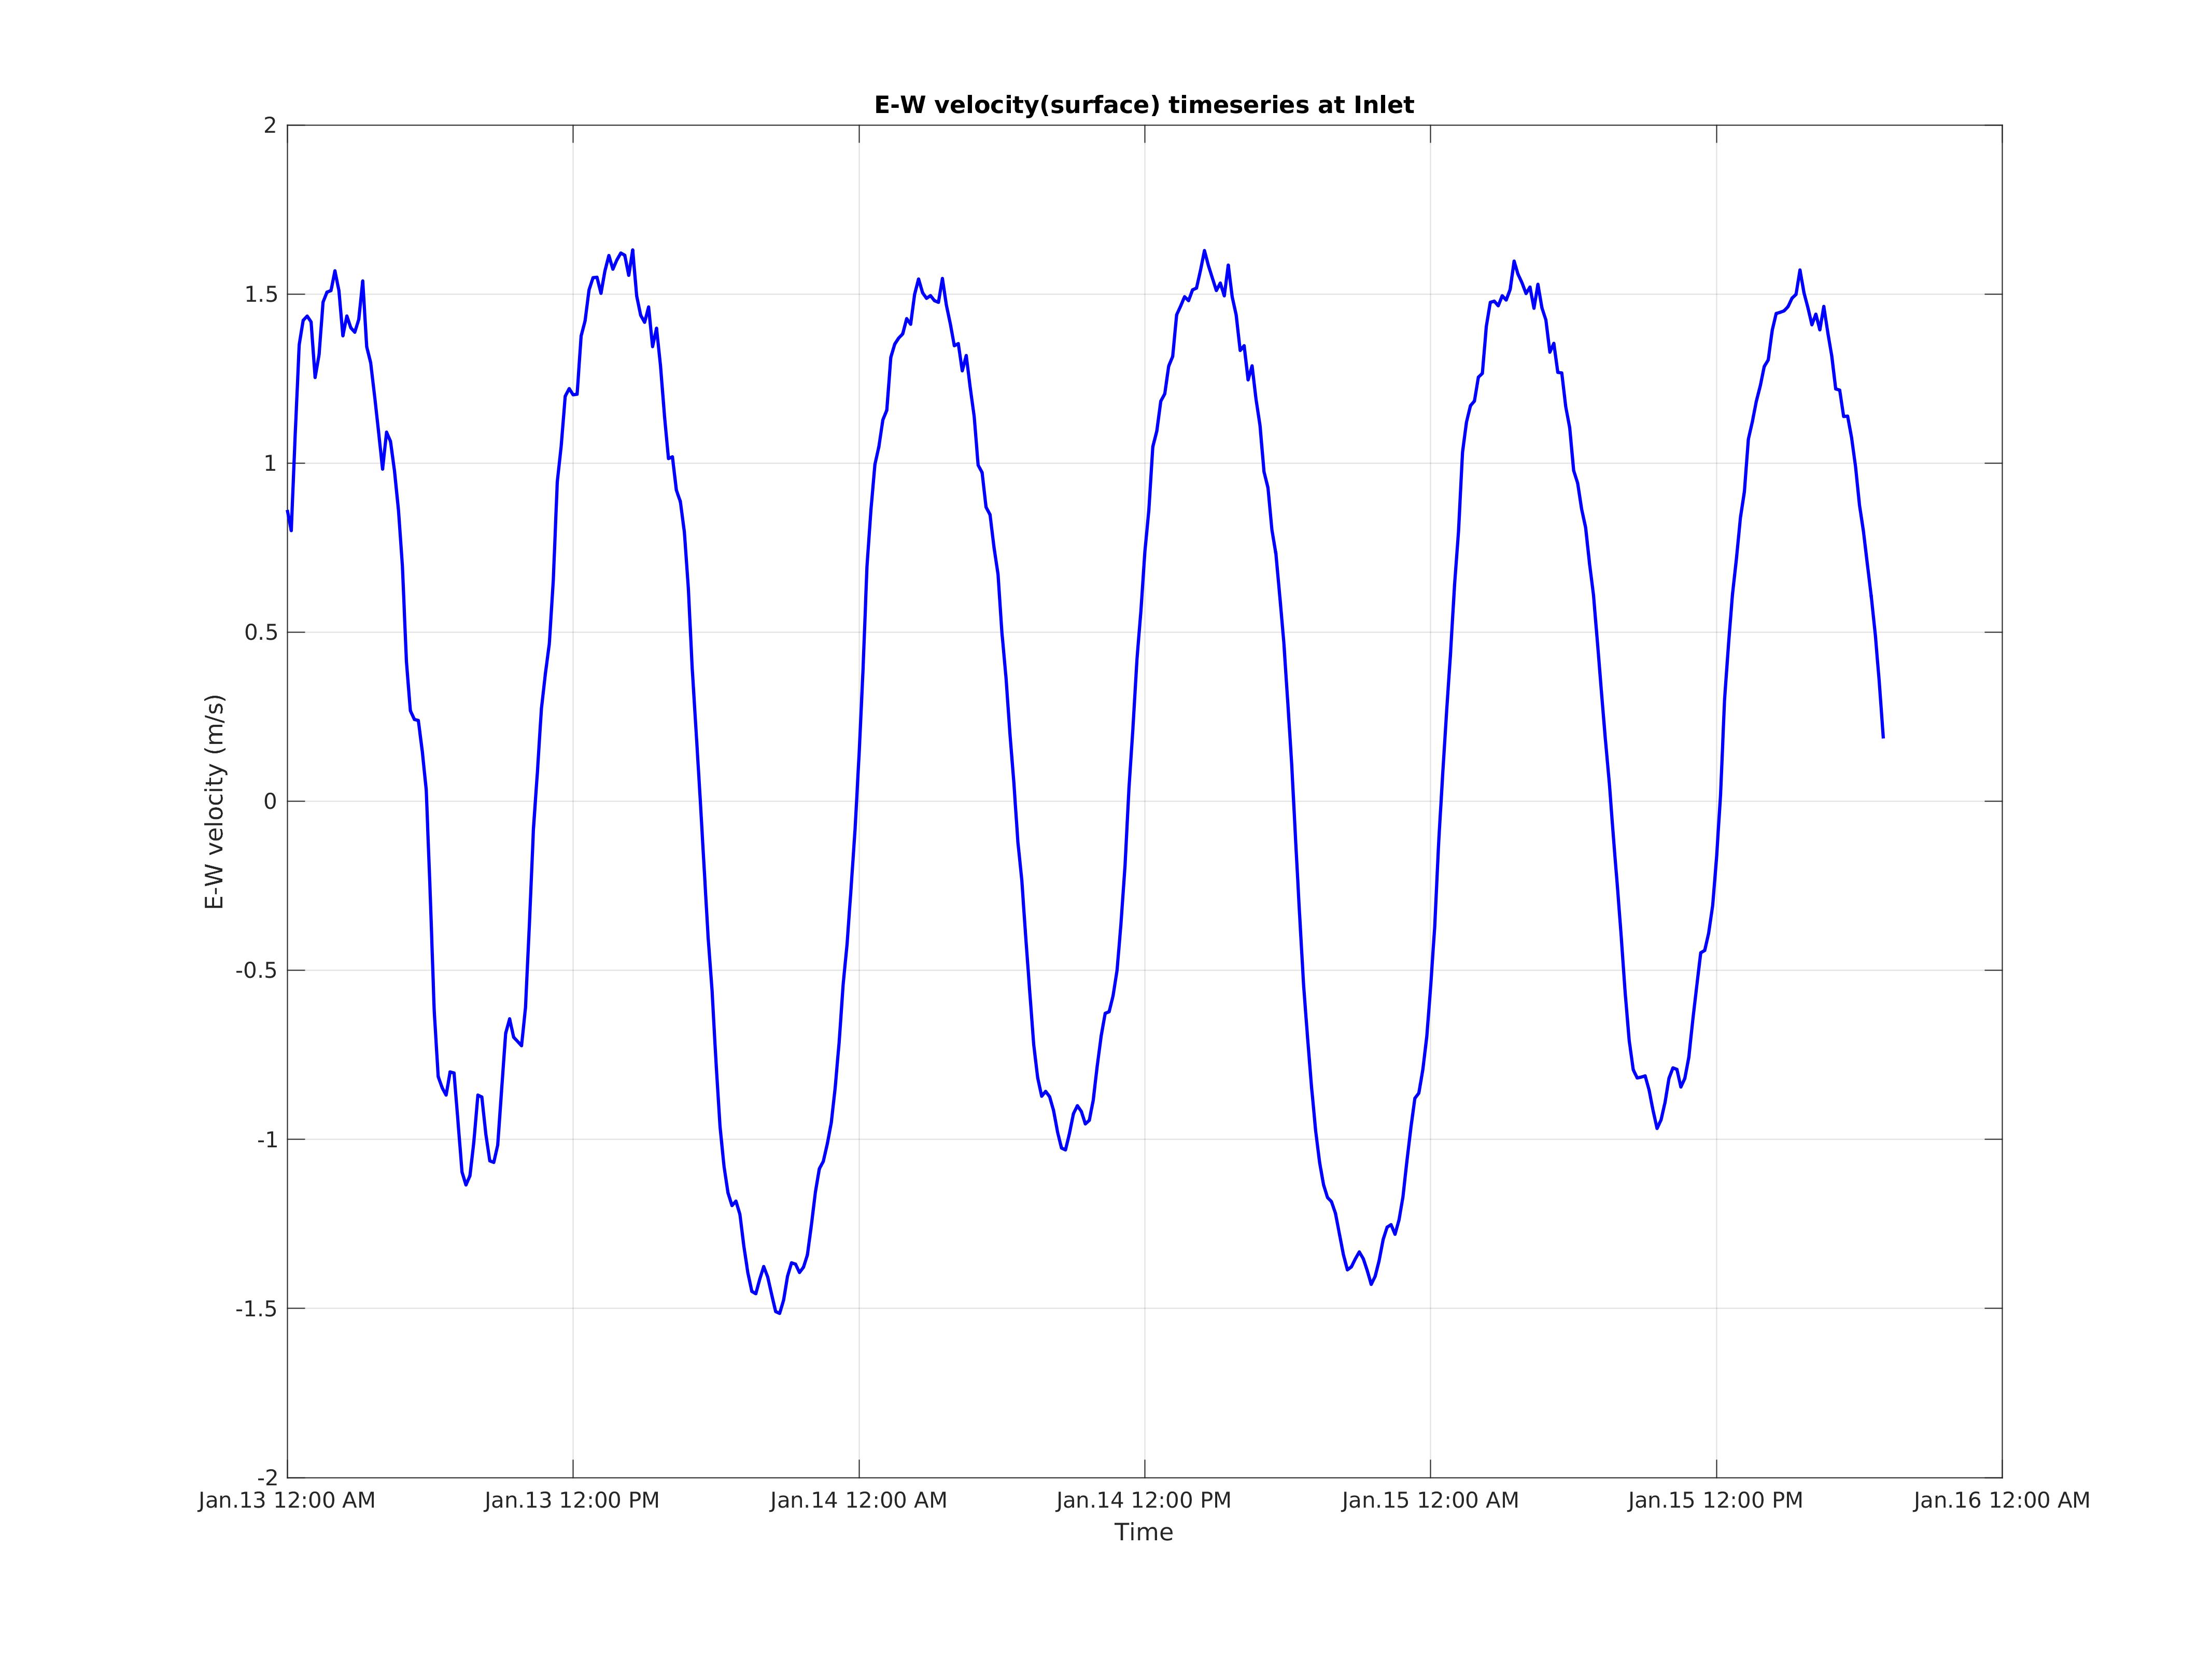 E-W velocity(surface) timeseries at Inlet
2
1.5
1
0.5
0
-0.5
-1
-1.5
-2
E-W velocity (m/s)
Jan.13 12:00 AM Jan.13 12:00 PM Jan.14 12:00 AM Jan.14 12:00 PM Jan.15 12:00 AM Jan.15 12:00 PM Jan.16 12:00 AM
Time